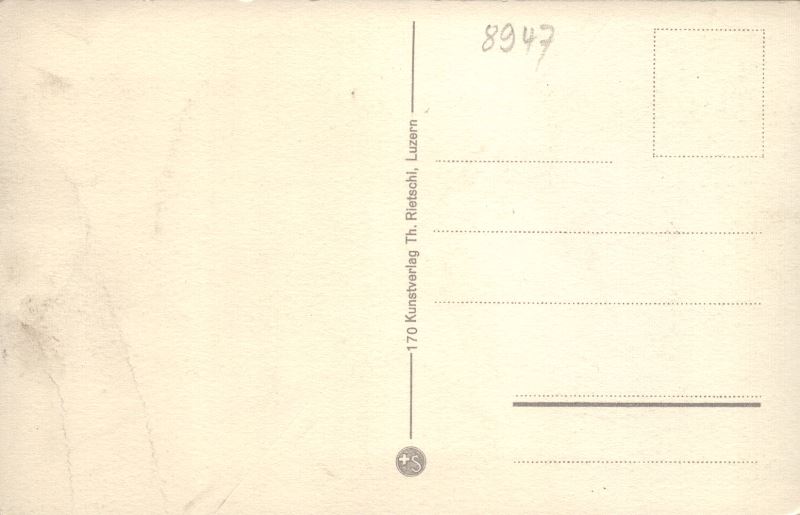 8947
170 Kunstverlag Th. Rietschi, Luzern
S